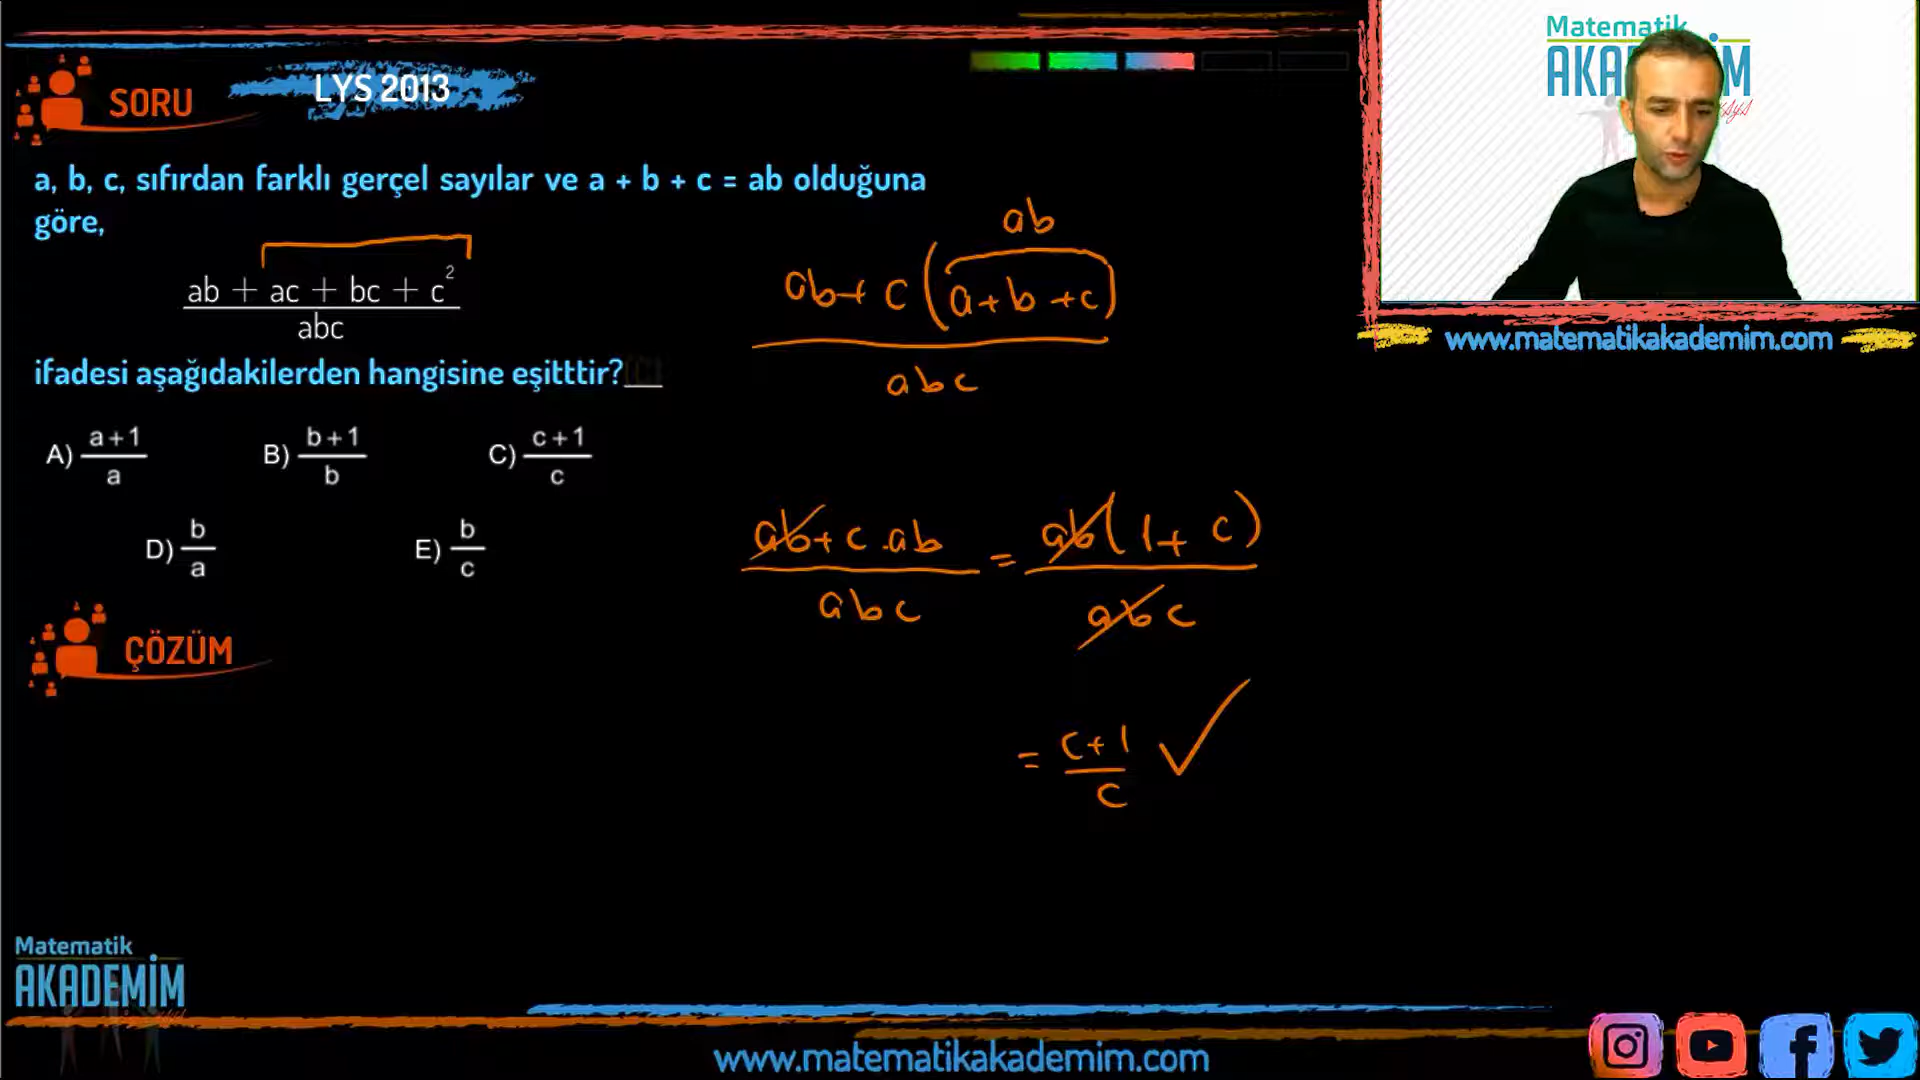 SORU
LYS 2013
a, b, c, sıfırdan farklı gerçel sayılar ve a + b + c = ab olduğuna
göre,
ab + ac + bc + c²
abc
ifadesi aşağıdakilerden hangisine eşitttir?
A) a+1 / a
B) b+1 / b
C) c+1 / c
D) b / a
E) b / c
ÇÖZÜM
ab
ab + c (a + b + c)
abc
ab + c . ab / abc = ab (1 + c) / abc
= c + 1 / c ✓
Matematik
www.matematikakademim.com
Matematik
AKADEMİM
www.matematikakademim.com